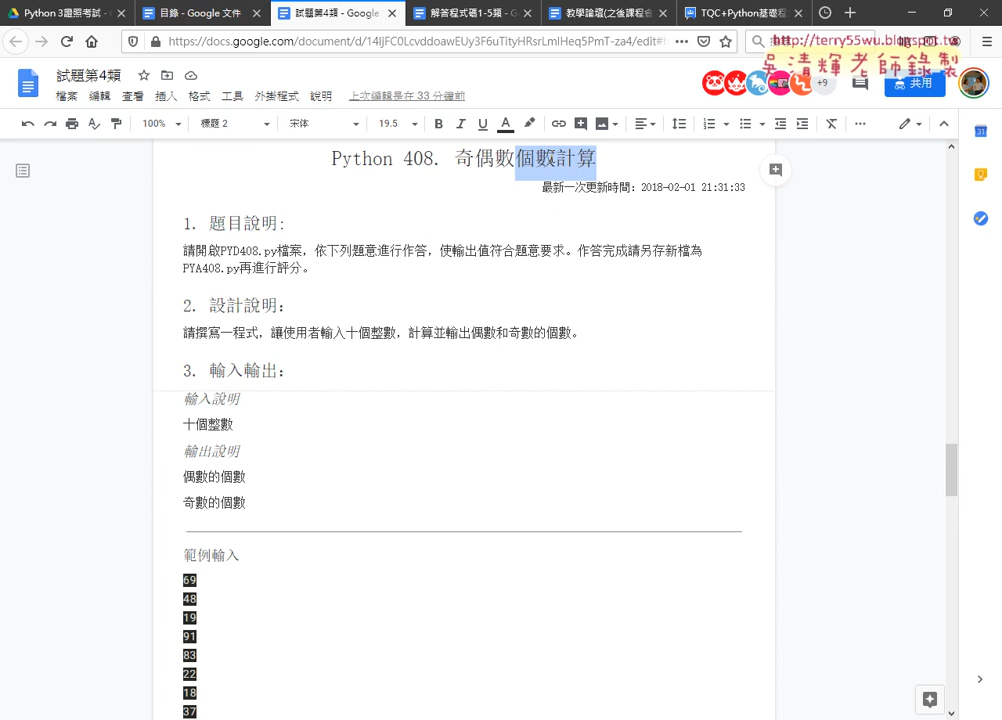 Python 3證照考試 -
目錄 - Google 文件
試題第4類 - Google
解答程式碼1-5類 - G
教學論壇(之後課程會
TQC+Python基礎程
https://docs.google.com/document/d/14IjFC0LcvddoawEUy3F6uTityHRsrLmIHeq5PmT-za4/edit#h
http://terry55wu.blogspot.tw
吳清輝老師錄製
試題第4類
檔案 編輯 查看 插入 格式 工具 外掛程式 說明 上次編輯是在 33 分鐘前
+9
共用
100% 標題 2 宋体 19.5 B I U A
31
Python 408. 奇偶數個數計算
最新一次更新時間: 2018-02-01 21:31:33
1. 題目說明:
請開啟PYD408.py檔案，依下列題意進行作答，使輸出值符合題意要求。作答完成請另存新檔為
PYA408.py再進行評分。
2. 設計說明:
請撰寫一程式，讓使用者輸入十個整數，計算並輸出偶數和奇數的個數。
3. 輸入輸出:
輸入說明
十個整數
輸出說明
偶數的個數
奇數的個數
範例輸入
69
48
19
91
83
22
18
37